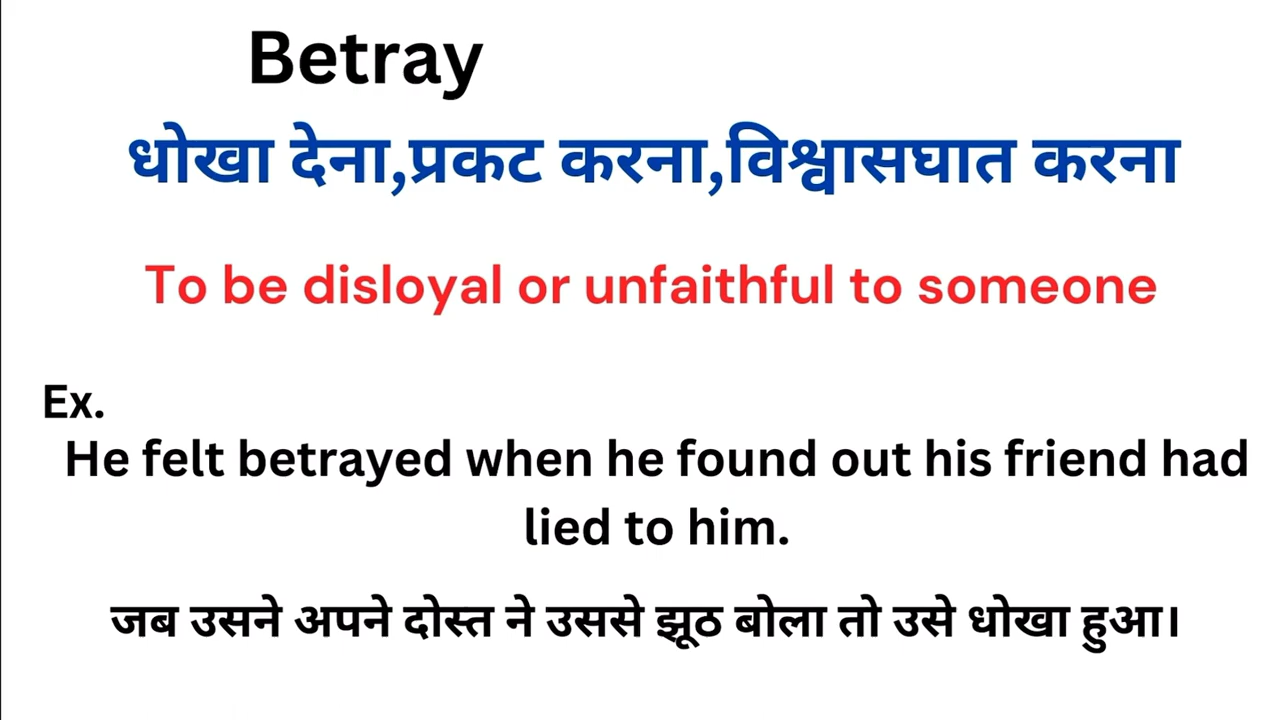 Betray
धोखा देना,प्रकट करना,विश्वासघात करना
To be disloyal or unfaithful to someone
Ex.
He felt betrayed when he found out his friend had
lied to him.
जब उसने अपने दोस्त ने उससे झूठ बोला तो उसे धोखा हुआ।